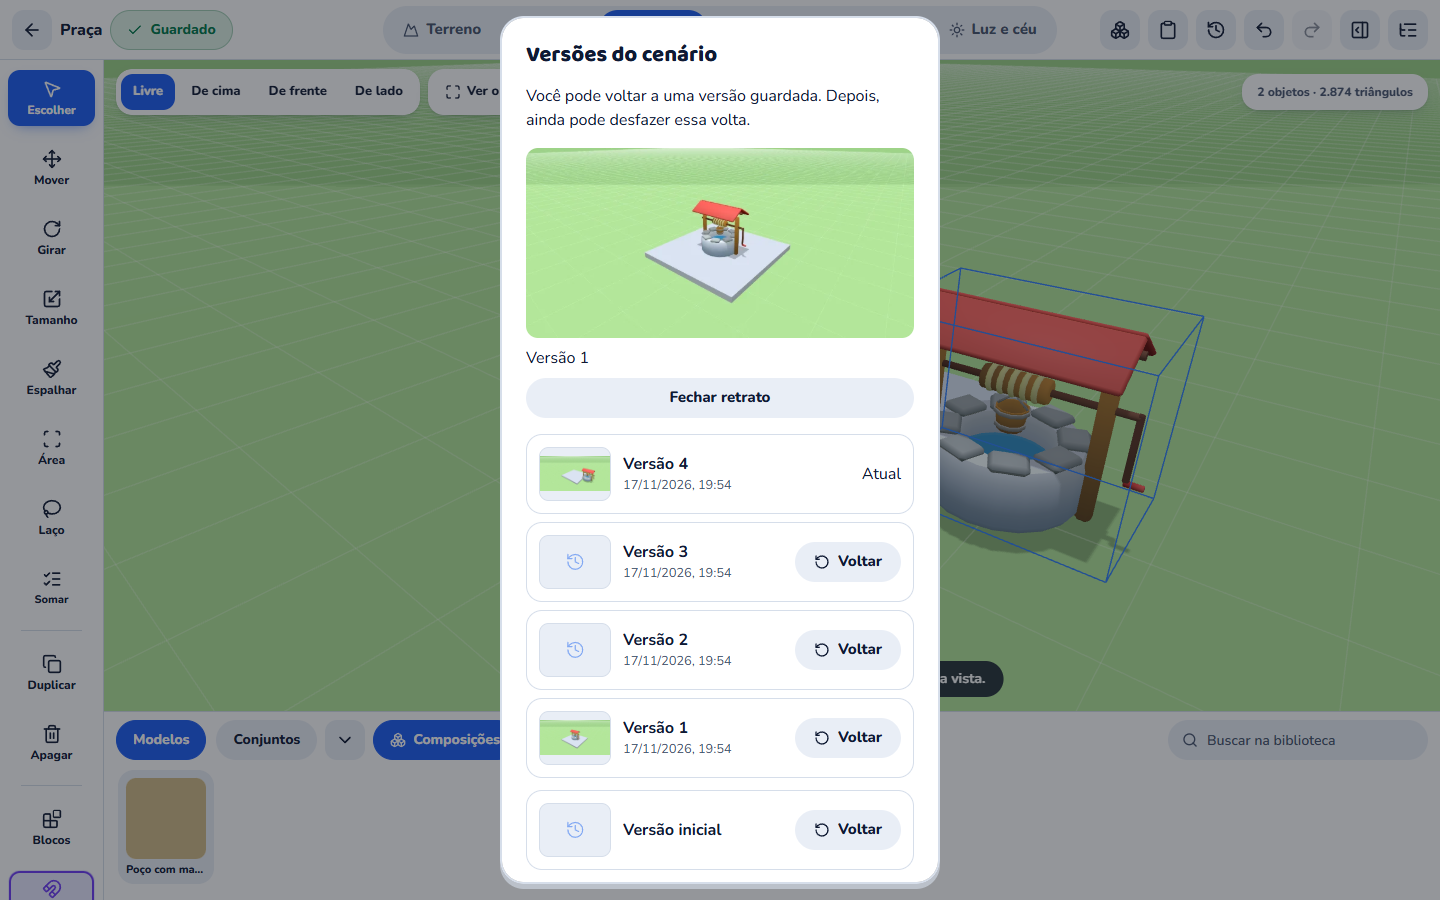 Praça
Guardado
Terreno
Luz e céu
Escolher
Mover
Girar
Tamanho
Espalhar
Área
Laço
Somar
Duplicar
Apagar
Blocos
Livre
De cima
De frente
De lado
Ver o
2 objetos · 2.874 triângulos
Versões do cenário
Você pode voltar a uma versão guardada. Depois,
ainda pode desfazer essa volta.
Versão 1
Fechar retrato
Versão 4
17/11/2026, 19:54
Atual
Versão 3
17/11/2026, 19:54
Voltar
Versão 2
17/11/2026, 19:54
Voltar
Versão 1
17/11/2026, 19:54
Voltar
Versão inicial
Voltar
a vista.
Modelos
Conjuntos
Composições
Buscar na biblioteca
Poço com ma...